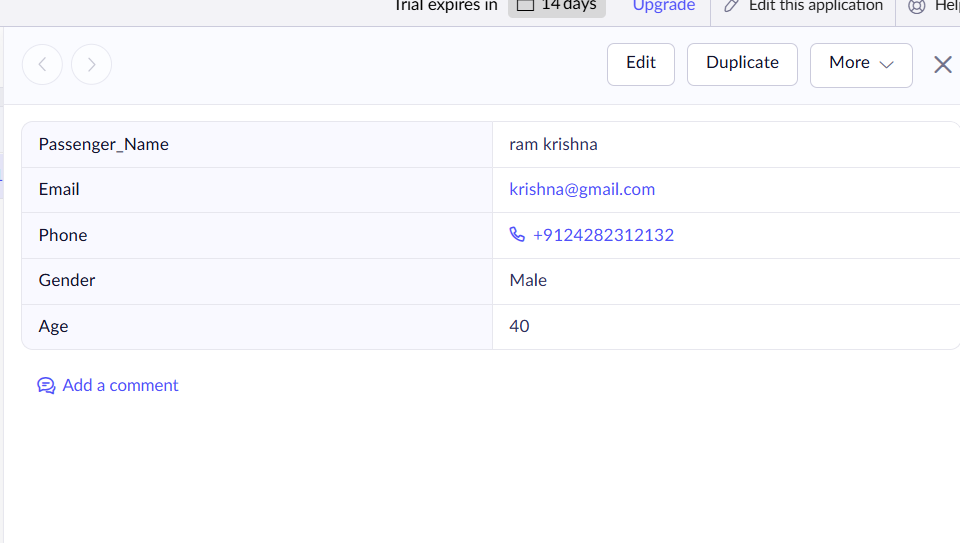 Trial expires in 14 days Upgrade Edit this application
Edit Duplicate More
Passenger_Name ram krishna
Email krishna@gmail.com
Phone +9124282312132
Gender Male
Age 40
Add a comment